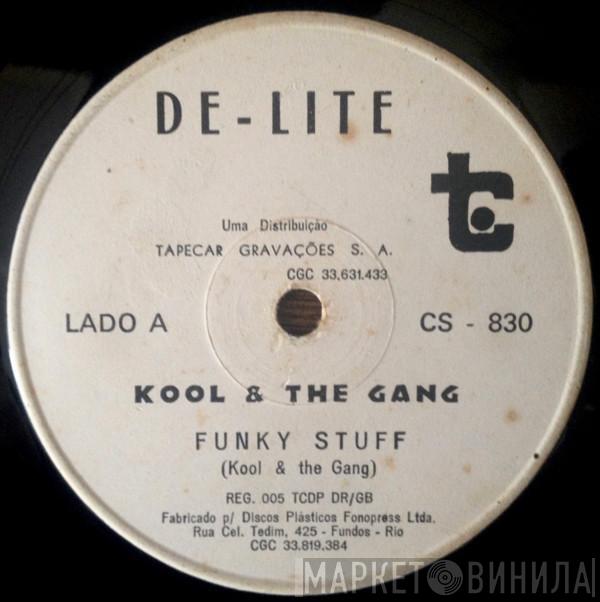 DE-LITE
tc
Uma Distribuição
TAPECAR GRAVAÇÕES S. A.
CGC 33.631.433
LADO A
CS - 830
KOOL & THE GANG
FUNKY STUFF
(Kool & the Gang)
REG. 005 TCDP DR/GB
Fabricado p/ Discos Plásticos Fonopress Ltda.
Rua Cel. Tedim, 425 - Fundos - Rio
CGC 33.819.384
МАРКЕТ ВИНИЛА